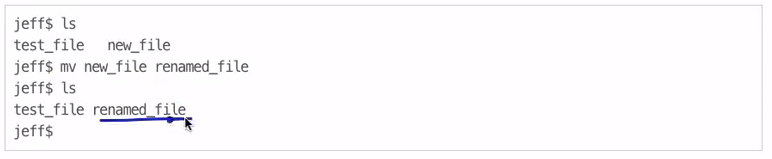 jeff$ ls
test_file   new_file
jeff$ mv new_file renamed_file
jeff$ ls
test_file renamed_file
jeff$